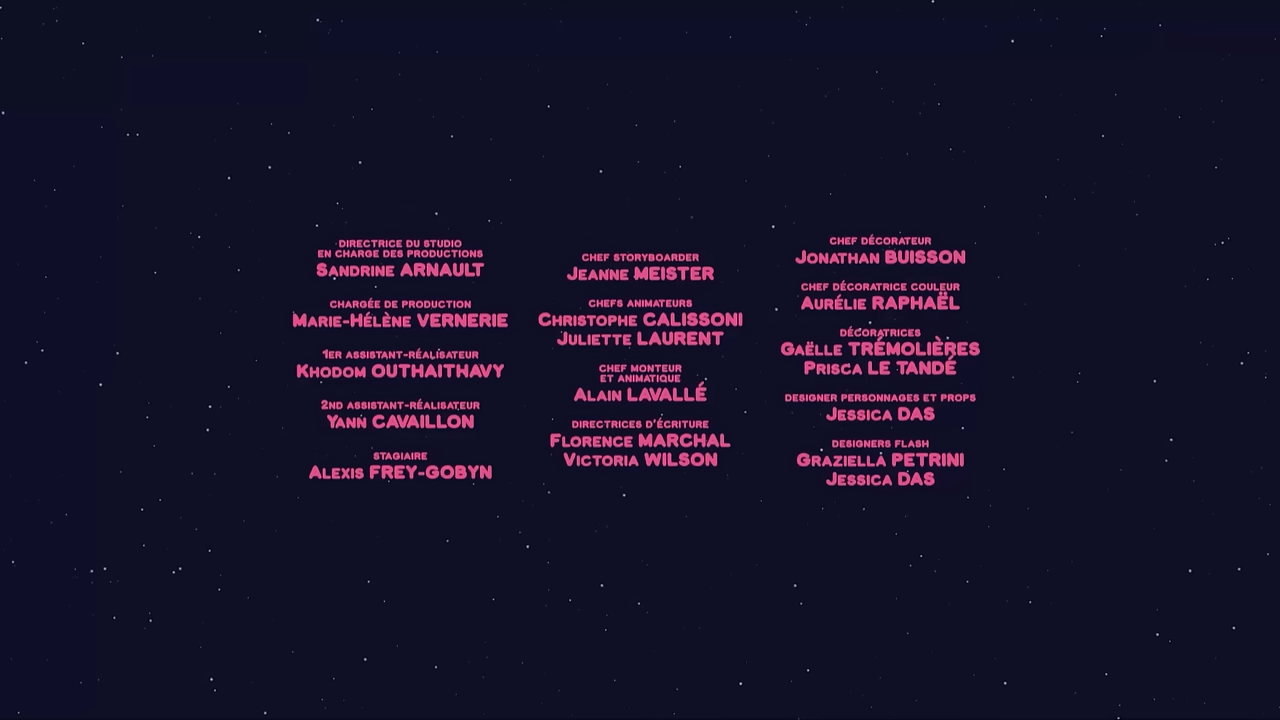 DIRECTRICE DU STUDIO
EN CHARGE DES PRODUCTIONS
SANDRINE ARNAULT
CHARGÉE DE PRODUCTION
MARIE-HÉLÈNE VERNERIE
1ER ASSISTANT-RÉALISATEUR
KHODOM OUTHAITHAVY
2ND ASSISTANT-RÉALISATEUR
YANN CAVAILLON
STAGIAIRE
ALEXIS FREY-GOBYN
CHEF STORYBOARDER
JEANNE MEISTER
CHEFS ANIMATEURS
CHRISTOPHE CALISSONI
JULIETTE LAURENT
CHEF MONTEUR
ET ANIMATIQUE
ALAIN LAVALLÉ
DIRECTRICES D'ÉCRITURE
FLORENCE MARCHAL
VICTORIA WILSON
CHEF DÉCORATEUR
JONATHAN BUISSON
CHEF DÉCORATRICE COULEUR
AURÉLIE RAPHAËL
DÉCORATRICES
GAËLLE TRÉMOLIÈRES
PRISCA LE TANDÉ
DESIGNER PERSONNAGES ET PROPS
JESSICA DAS
DESIGNERS FLASH
GRAZIELLA PETRINI
JESSICA DAS